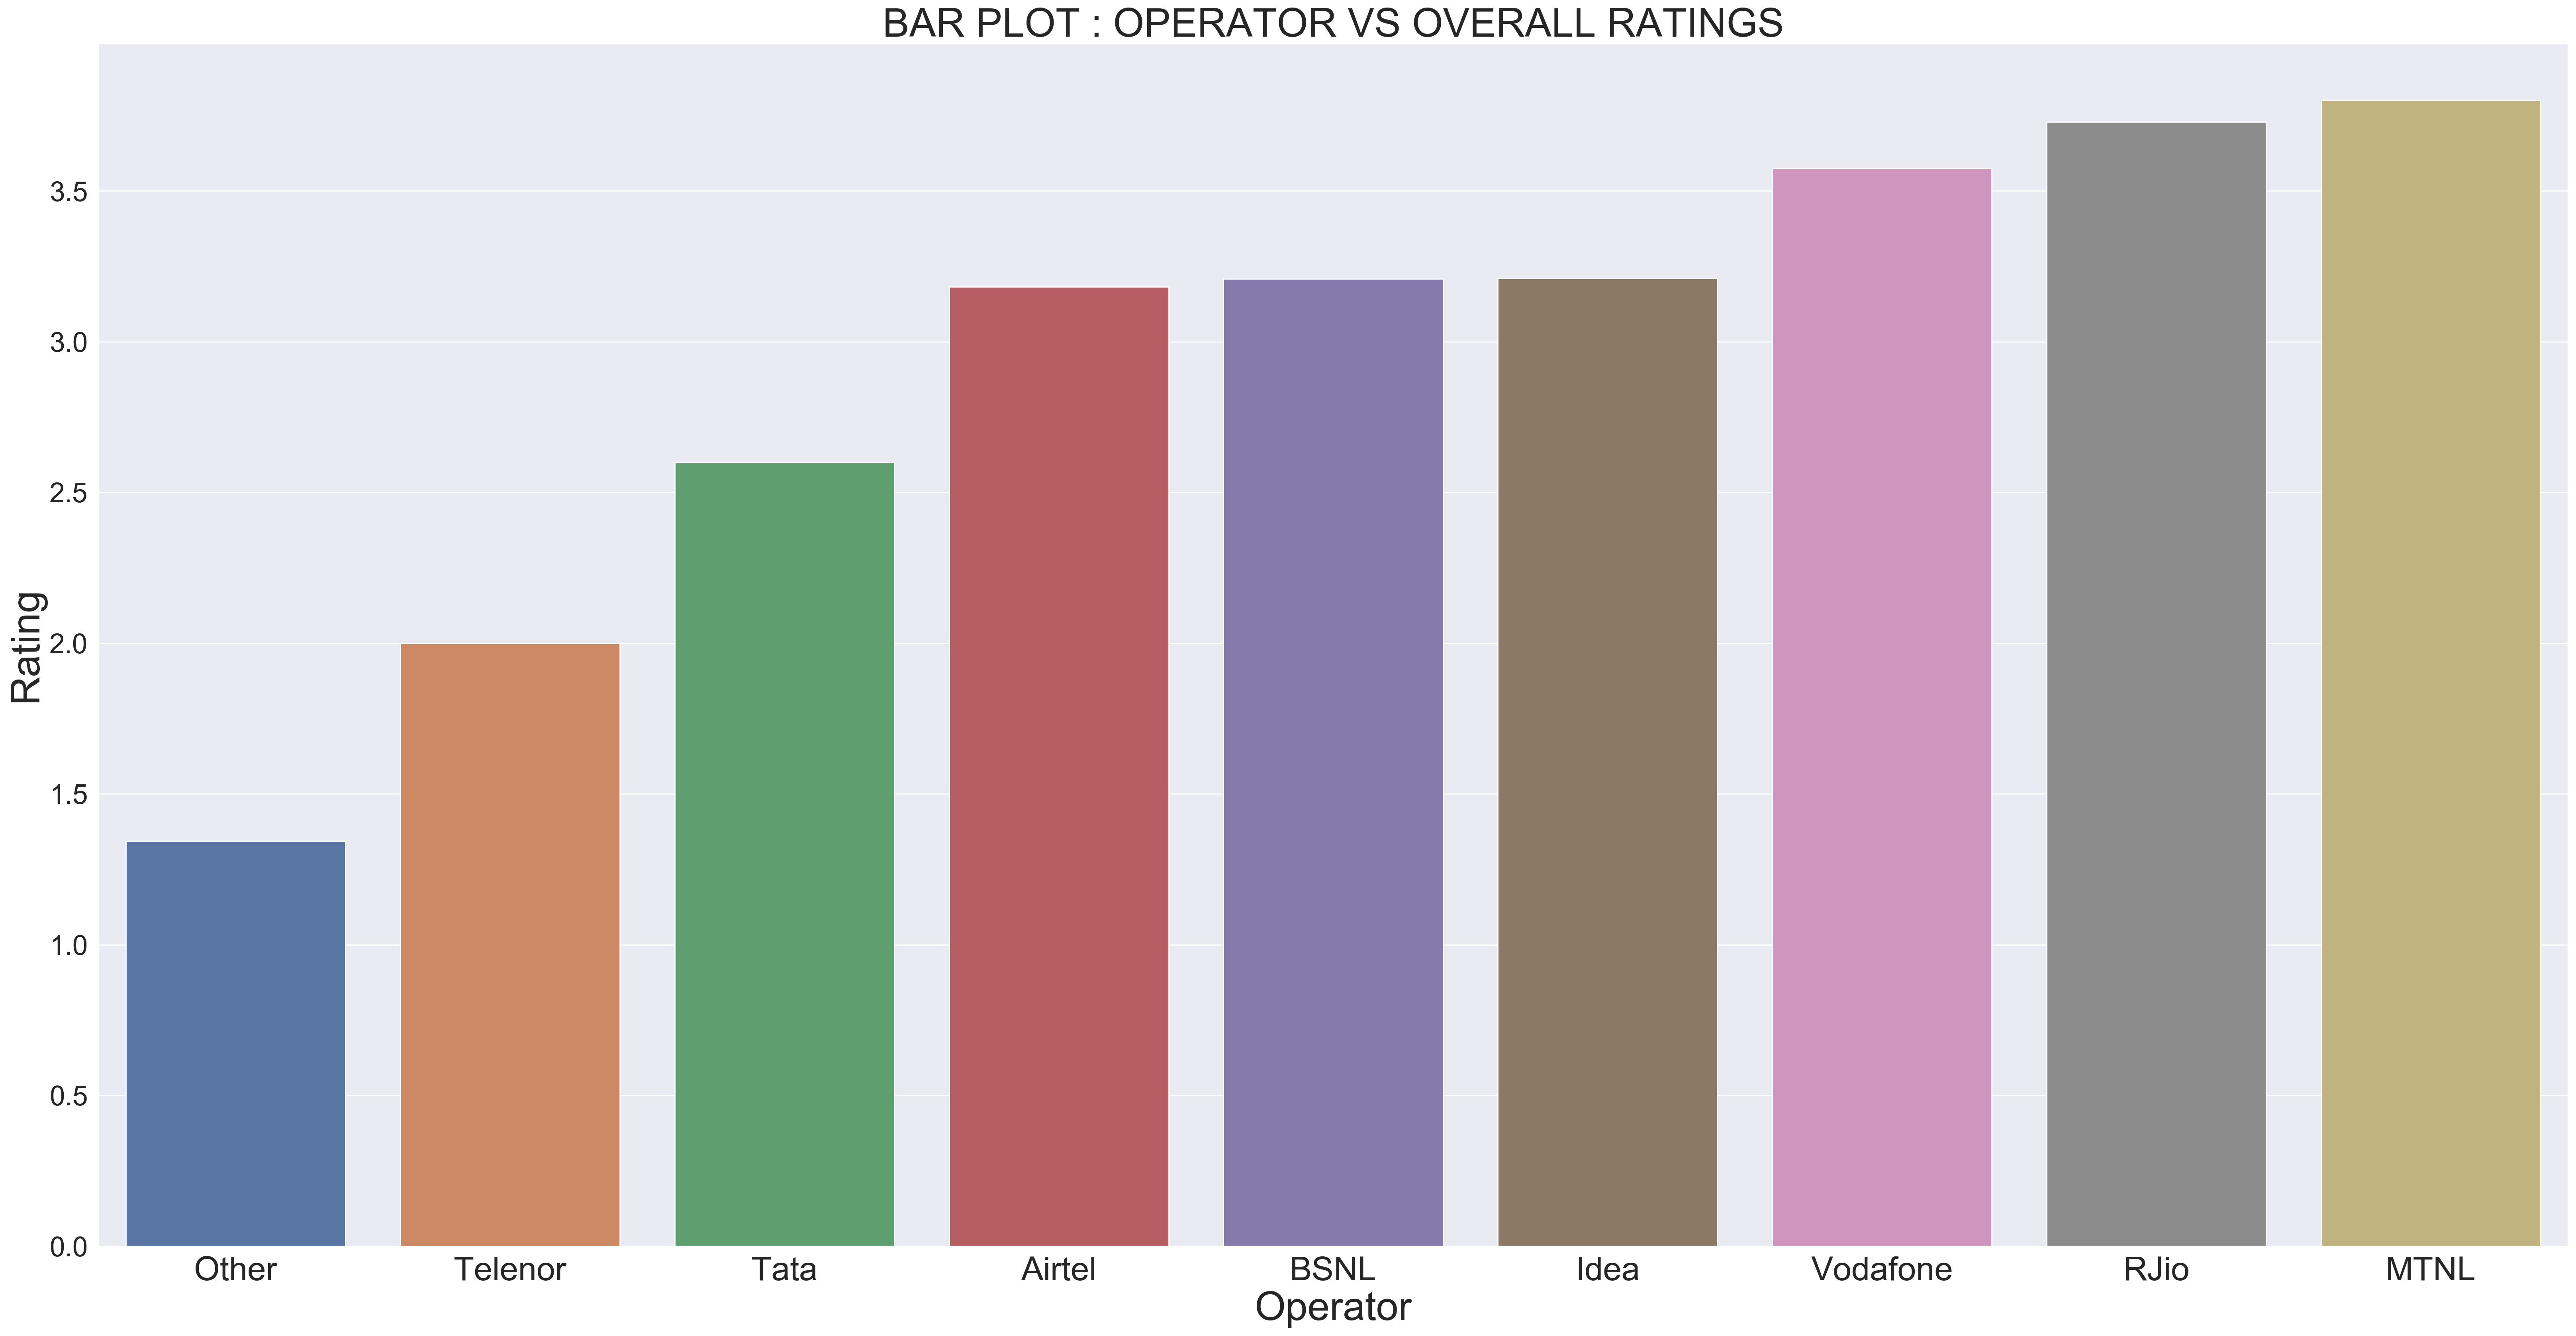 BAR PLOT : OPERATOR VS OVERALL RATINGS
Rating
3.5
3.0
2.5
2.0
1.5
1.0
0.5
0.0
Other Telenor Tata Airtel BSNL Idea Vodafone RJio MTNL
Operator